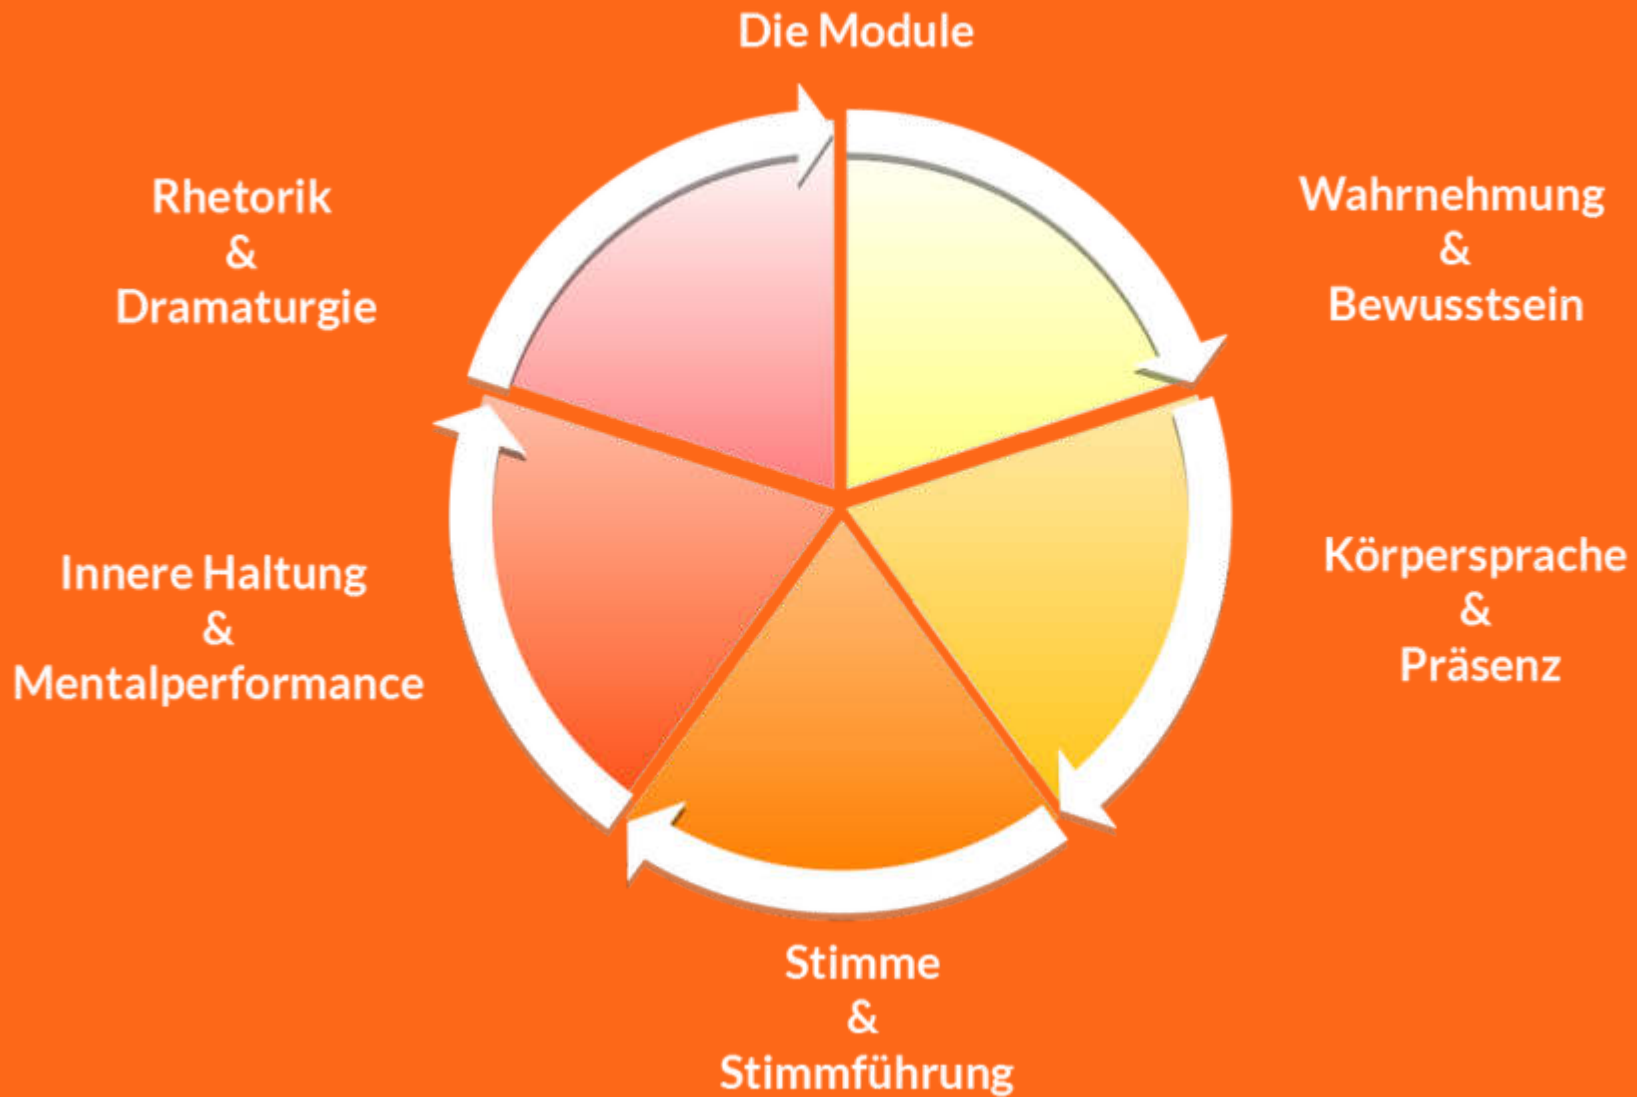 Die Module
Wahrnehmung
&
Bewusstsein
Körpersprache
&
Präsenz
Stimme
&
Stimmführung
Innere Haltung
&
Mentalperformance
Rhetorik
&
Dramaturgie